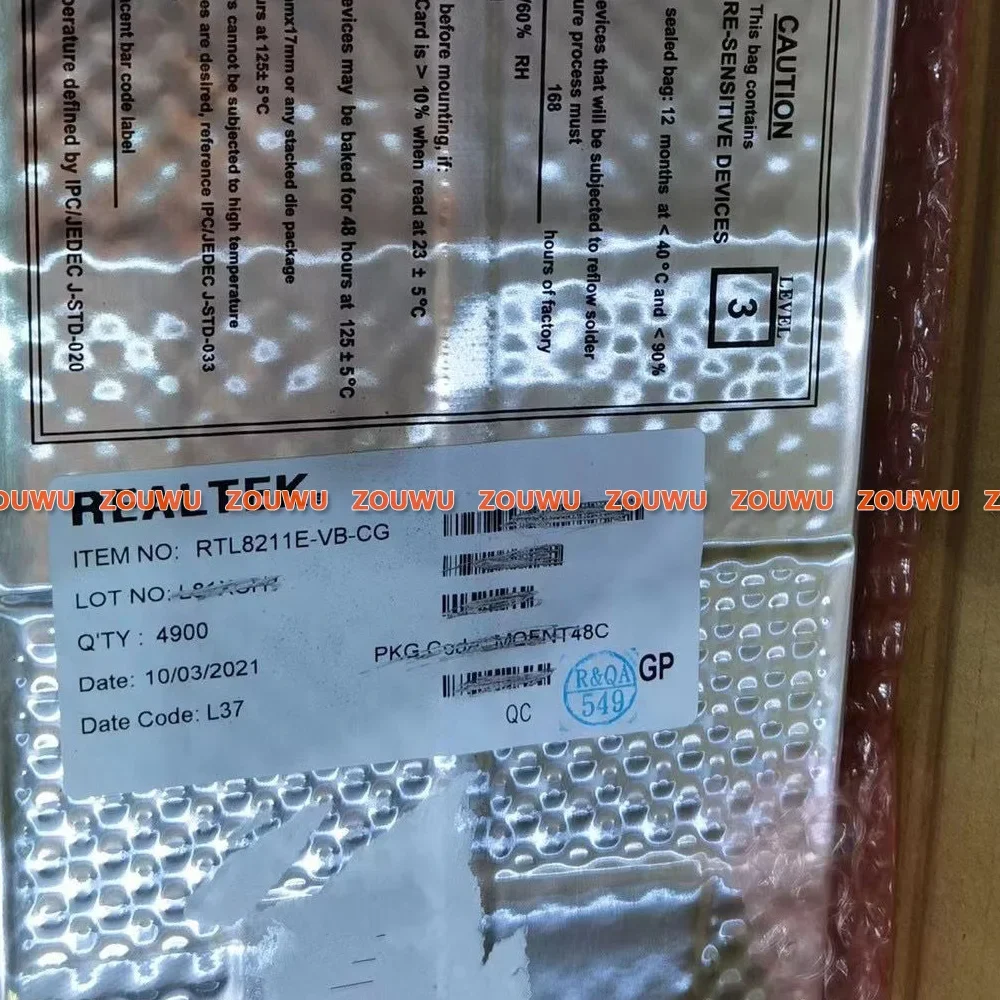 CAUTION
This bag contains
RE-SENSITIVE DEVICES
LEVEL
3
sealed bag: 12 months at < 40°C and < 90%
evices that will be subjected to reflow solder
ure process must
168 hours of factory
/60% RH
before mounting, if:
Card is > 10% when read at 23 ± 5°C
evices may be baked for 48 hours at 125 ± 5°C
mx17mm or any stacked die package
urs at 125± 5°C
s cannot be subjected to high temperature
es are desired, reference IPC/JEDEC J-STD-033
cent bar code label
perature defined by IPC/JEDEC J-STD-020
REALTEK
ZOUWU ZOUWU ZOUWU ZOUWU ZOUWU ZOUWU ZOUWU ZOUWU
ITEM NO: RTL8211E-VB-CG
LOT NO:
Q'TY : 4900
PKG Code:
Date: 10/03/2021
Date Code: L37
QC
R&QA
549
GP